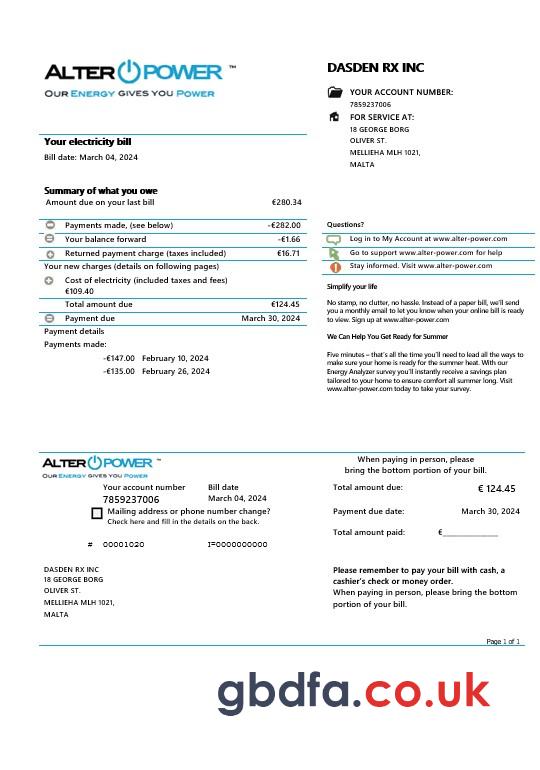 ALTER POWER ™
OUR ENERGY GIVES YOU POWER
DASDEN RX INC
YOUR ACCOUNT NUMBER:
7859237006
FOR SERVICE AT:
18 GEORGE BORG
OLIVER ST.
MELLIEHA MLH 1021,
MALTA
Your electricity bill
Bill date: March 04, 2024
Summary of what you owe
Amount due on your last bill €280.34
Payments made, (see below) -€282.00
Your balance forward -€1.66
Returned payment charge (taxes included) €16.71
Your new charges (details on following pages)
Cost of electricity (included taxes and fees)
€109.40
Total amount due €124.45
Payment due March 30, 2024
Payment details
Payments made:
-€147.00 February 10, 2024
-€135.00 February 26, 2024
Questions?
Log in to My Account at www.alter-power.com
Go to support www.alter-power.com for help
Stay informed. Visit www.alter-power.com
Simplify your life
No stamp, no clutter, no hassle. Instead of a paper bill, we'll send
you a monthly email to let you know when your online bill is ready
to view. Sign up at www.alter-power.com
We Can Help You Get Ready for Summer
Five minutes – that's all the time you'll need to lead all the ways to
make sure your home is ready for the summer heat. With our
Energy Analyzer survey you'll instantly receive a savings plan
tailored to your home to ensure comfort all summer long. Visit
www.alter-power.com today to take your survey.
ALTER POWER ™
OUR ENERGY GIVES YOU POWER
When paying in person, please
bring the bottom portion of your bill.
Your account number Bill date
7859237006 March 04, 2024
Mailing address or phone number change?
Check here and fill in the details on the back.
# 00001020 I=0000000000
Total amount due: € 124.45
Payment due date: March 30, 2024
Total amount paid: €____________
DASDEN RX INC
18 GEORGE BORG
OLIVER ST.
MELLIEHA MLH 1021,
MALTA
Please remember to pay your bill with cash, a
cashier's check or money order.
When paying in person, please bring the bottom
portion of your bill.
Page 1 of 1
gbdfa.co.uk